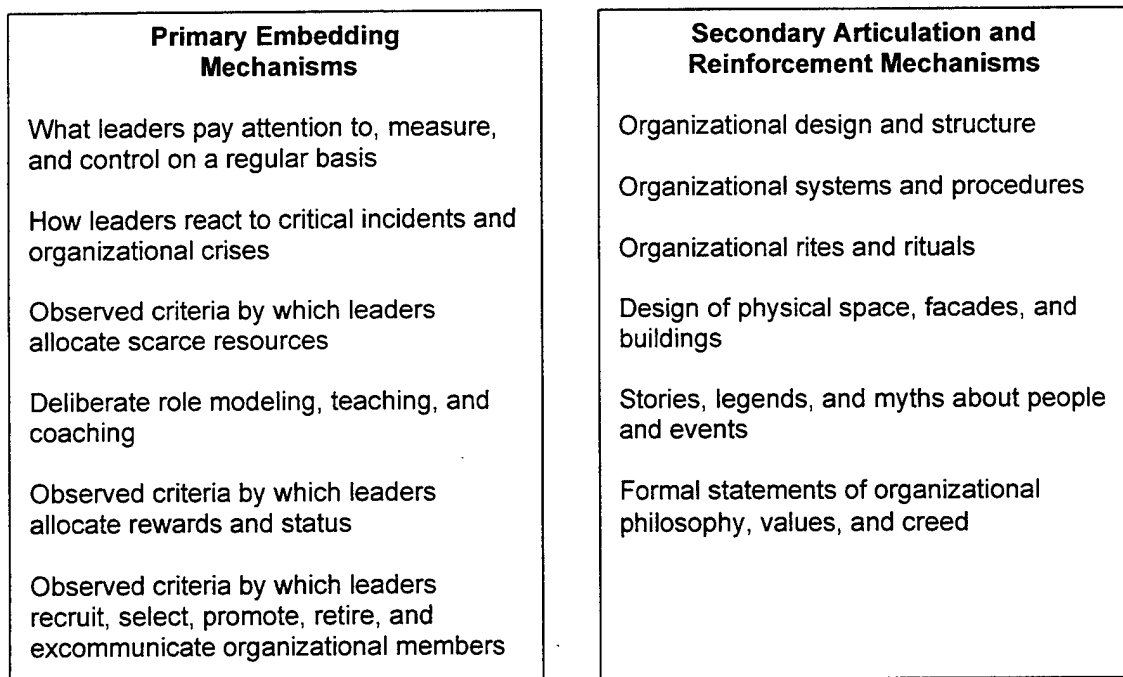 Primary Embedding
Mechanisms
What leaders pay attention to, measure,
and control on a regular basis
How leaders react to critical incidents and
organizational crises
Observed criteria by which leaders
allocate scarce resources
Deliberate role modeling, teaching, and
coaching
Observed criteria by which leaders
allocate rewards and status
Observed criteria by which leaders
recruit, select, promote, retire, and
excommunicate organizational members
Secondary Articulation and
Reinforcement Mechanisms
Organizational design and structure
Organizational systems and procedures
Organizational rites and rituals
Design of physical space, facades, and
buildings
Stories, legends, and myths about people
and events
Formal statements of organizational
philosophy, values, and creed